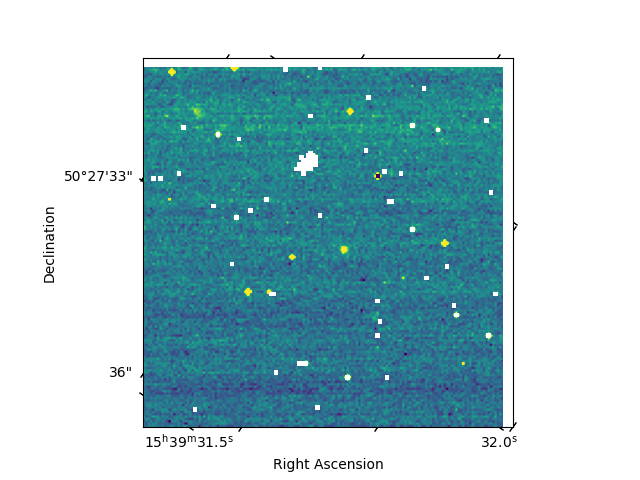 50°27'33"
Declination
36"
15ʰ39ᵐ31.5ˢ
32.0ˢ
Right Ascension